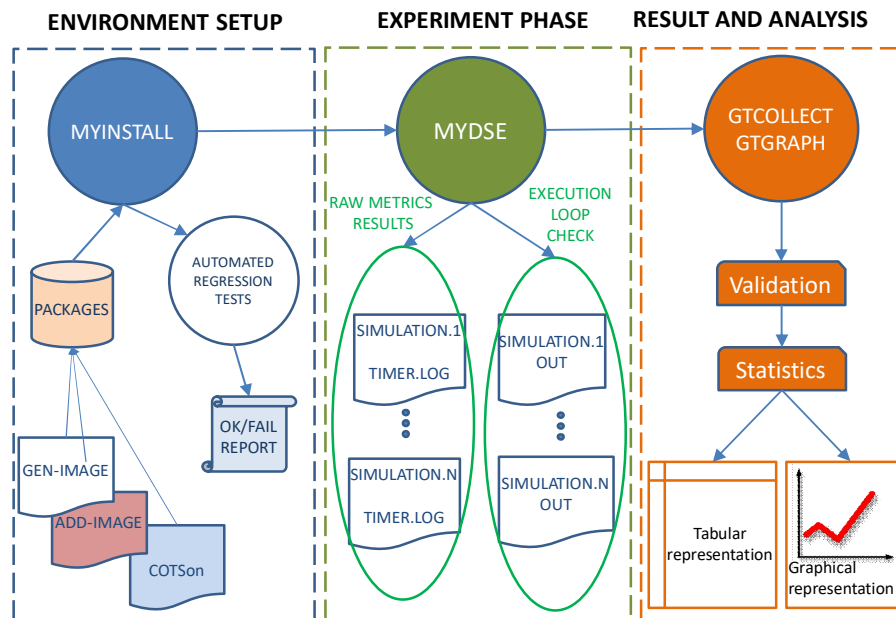 ENVIRONMENT SETUP
MYINSTALL
AUTOMATED
REGRESSION
TESTS
PACKAGES
OK/FAIL
REPORT
GEN-IMAGE
ADD-IMAGE
COTSon
EXPERIMENT PHASE
MYDSE
RAW METRICS
RESULTS
EXECUTION
LOOP
CHECK
SIMULATION.1
TIMER.LOG
SIMULATION.N
TIMER.LOG
SIMULATION.1
OUT
SIMULATION.N
OUT
RESULT AND ANALYSIS
GTCOLLECT
GTGRAPH
Validation
Statistics
Tabular
representation
Graphical
representation